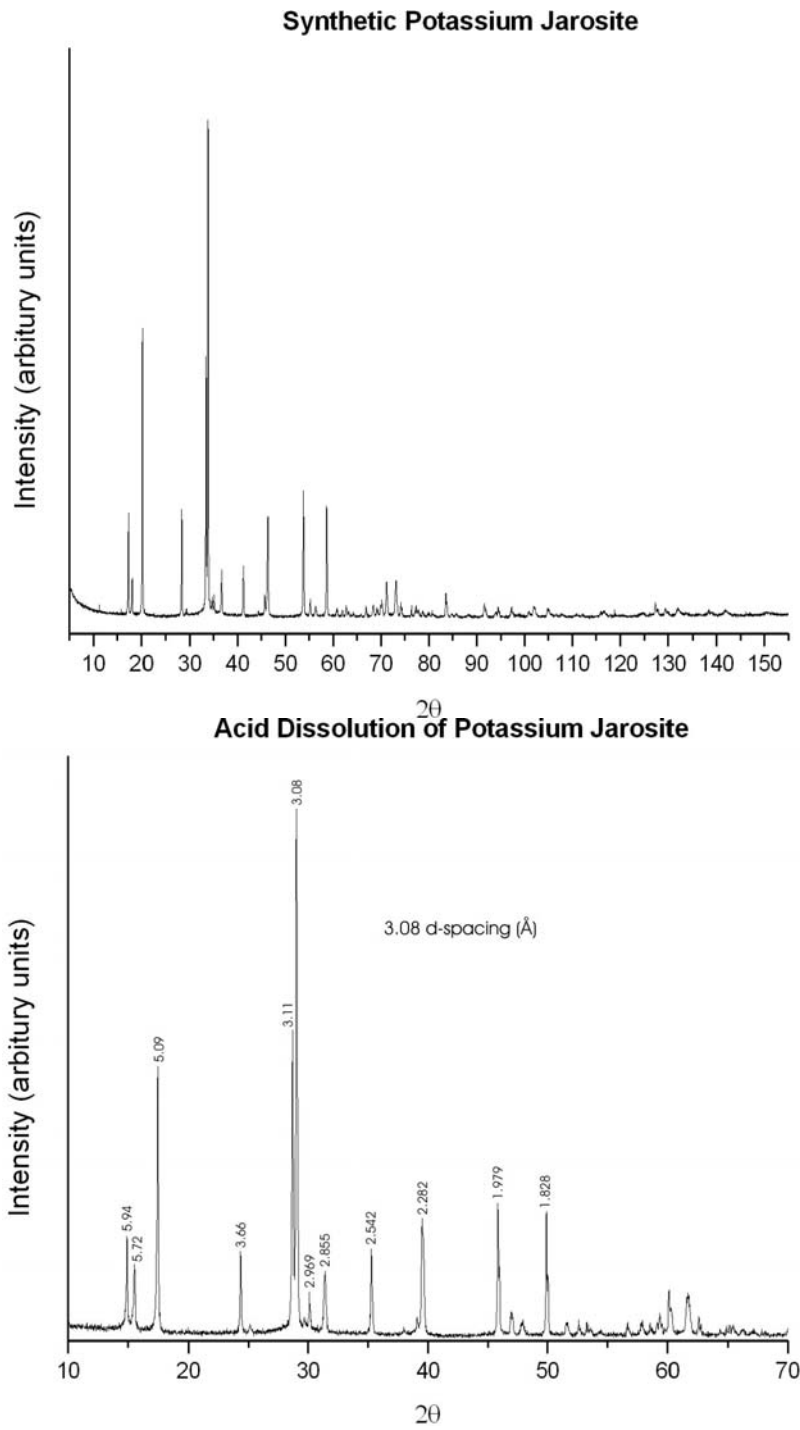 Synthetic Potassium Jarosite
Intensity (arbitury units)
10 20 30 40 50 60 70 80 90 100 110 120 130 140 150
2θ
Acid Dissolution of Potassium Jarosite
Intensity (arbitury units)
3.08
3.08 d-spacing (Å)
3.11
5.09
5.94
5.72
3.66
2.969
2.855
2.542
2.282
1.979
1.828
10 20 30 40 50 60 70
2θ